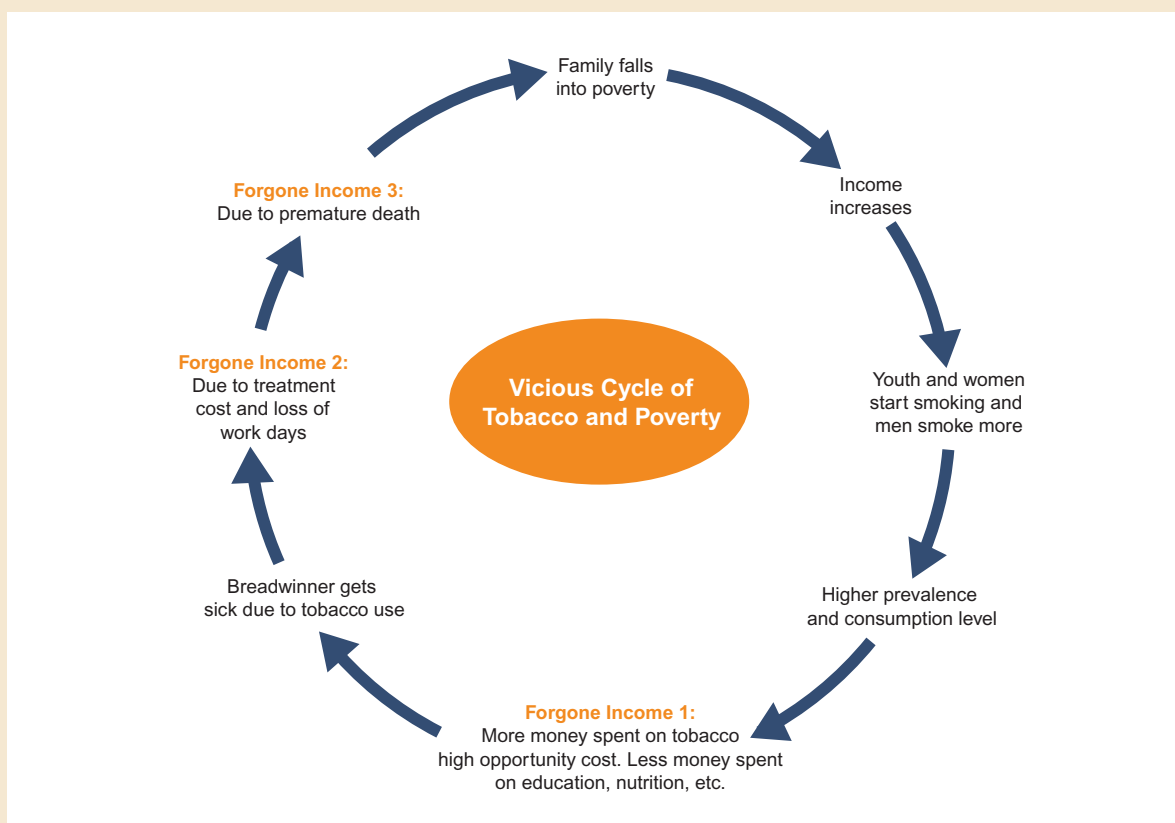 Family falls
into poverty
Income
increases
Youth and women
start smoking and
men smoke more
Higher prevalence
and consumption level
Forgone Income 1:
More money spent on tobacco
high opportunity cost. Less money spent
on education, nutrition, etc.
Breadwinner gets
sick due to tobacco use
Forgone Income 2:
Due to treatment
cost and loss of
work days
Forgone Income 3:
Due to premature death
Vicious Cycle of
Tobacco and Poverty